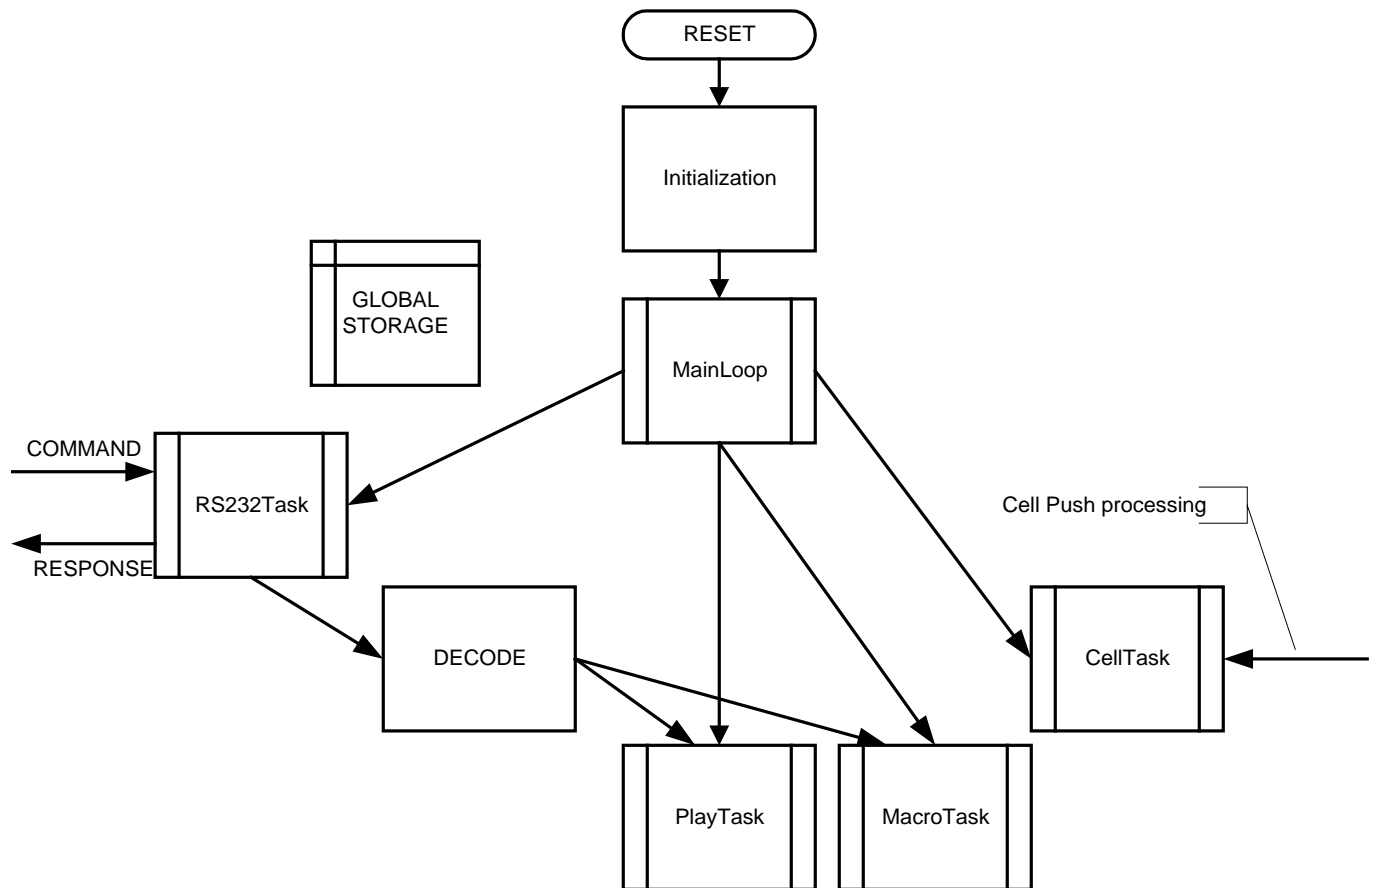 RESET
Initialization
GLOBAL
STORAGE
MainLoop
COMMAND
RS232Task
Cell Push processing
RESPONSE
DECODE
CellTask
PlayTask
MacroTask